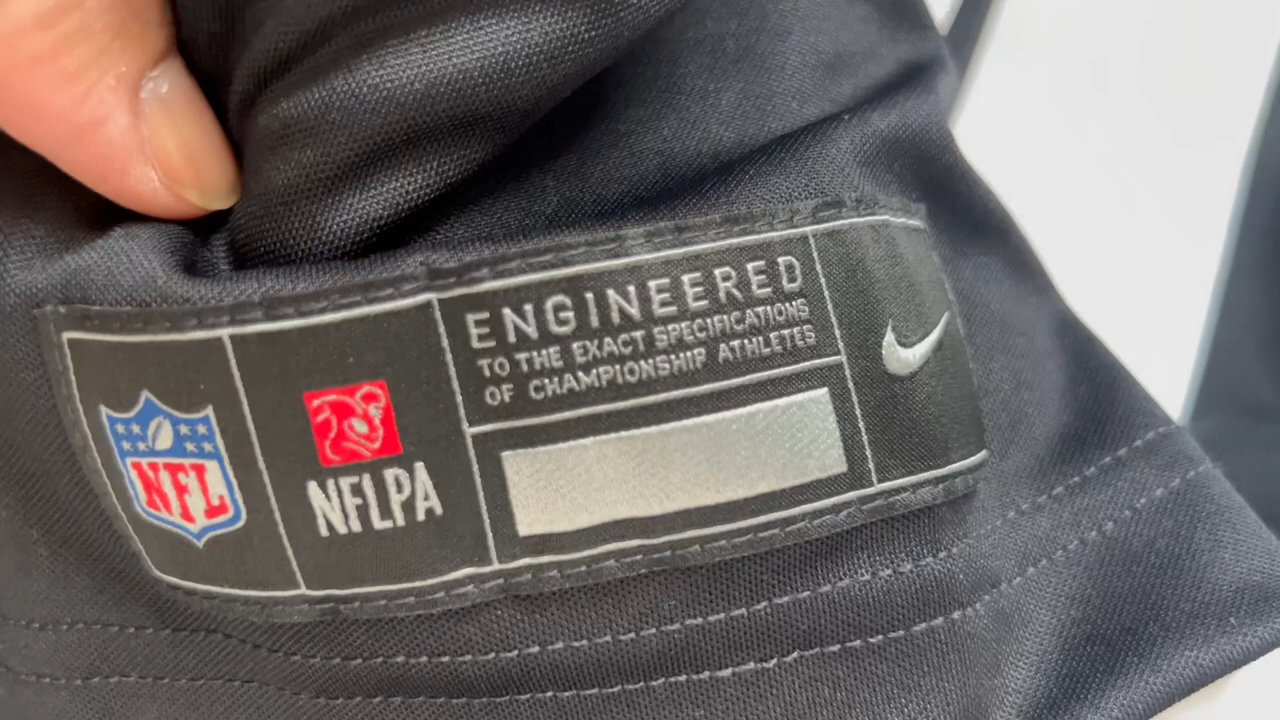 NFL
NFLPA
ENGINEERED
TO THE EXACT SPECIFICATIONS
OF CHAMPIONSHIP ATHLETES